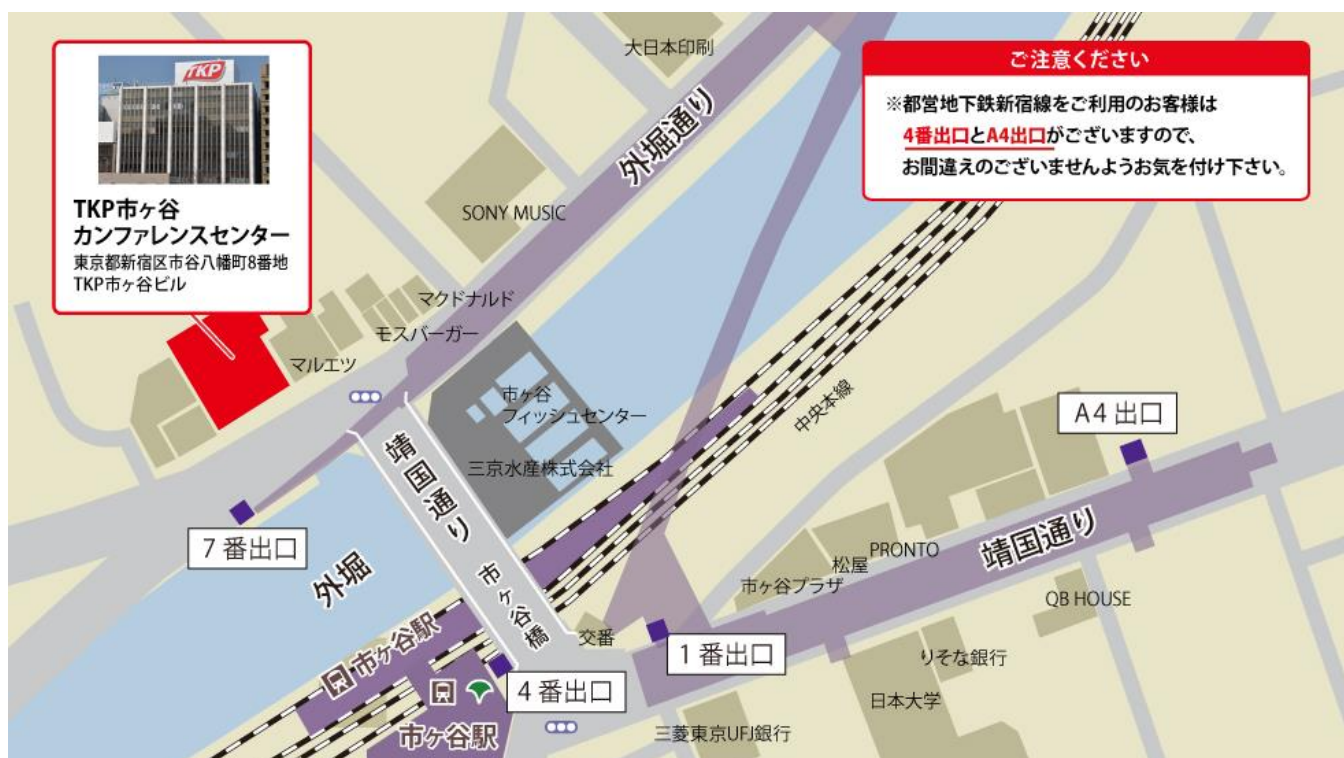 TKP
TKP市ヶ谷
カンファレンスセンター
東京都新宿区市谷八幡町8番地
TKP市ヶ谷ビル
ご注意ください
※都営地下鉄新宿線をご利用のお客様は
4番出口とA4出口がございますので、
お間違えのございませんようお気を付け下さい。
大日本印刷
外堀通り
SONY MUSIC
マクドナルド
モスバーガー
マルエツ
市ヶ谷
フィッシュセンター
三京水産株式会社
中央本線
A4出口
靖国通り
7番出口
外堀
市ヶ谷橋
靖国通り
PRONTO
松屋
市ヶ谷プラザ
QB HOUSE
交番
1番出口
りそな銀行
市ヶ谷駅
4番出口
日本大学
市ヶ谷駅
三菱東京UFJ銀行